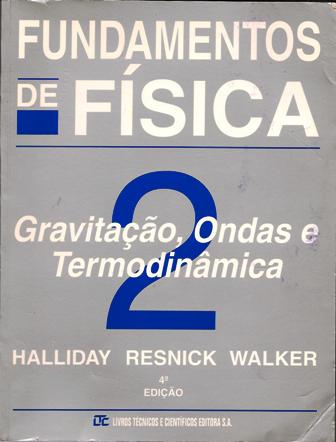 FUNDAMENTOS
DE FÍSICA
2
Gravitação, Ondas e
Termodinâmica
HALLIDAY RESNICK WALKER
4ª
EDIÇÃO
LTC LIVROS TÉCNICOS E CIENTÍFICOS EDITORA S.A.